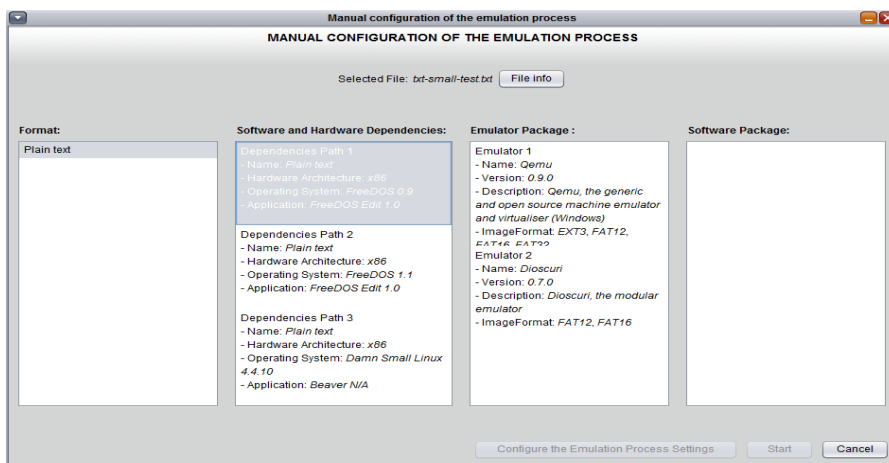 Manual configuration of the emulation process
MANUAL CONFIGURATION OF THE EMULATION PROCESS
Selected File: txt-small-test.txt File info
Format:
Plain text
Software and Hardware Dependencies:
Dependencies Path 1
- Name: Plain text
- Hardware Architecture: x86
- Operating System: FreeDOS 0.9
- Application: FreeDOS Edit 1.0
Dependencies Path 2
- Name: Plain text
- Hardware Architecture: x86
- Operating System: FreeDOS 1.1
- Application: FreeDOS Edit 1.0
Dependencies Path 3
- Name: Plain text
- Hardware Architecture: x86
- Operating System: Damn Small Linux
4.4.10
- Application: Beaver N/A
Emulator Package :
Emulator 1
- Name: Qemu
- Version: 0.9.0
- Description: Qemu, the generic
and open source machine emulator
and virtualiser (Windows)
- ImageFormat: EXT3, FAT12,
FAT16, FAT32
Emulator 2
- Name: Dioscuri
- Version: 0.7.0
- Description: Dioscuri, the modular
emulator
- ImageFormat: FAT12, FAT16
Software Package:
Configure the Emulation Process Settings Start Cancel